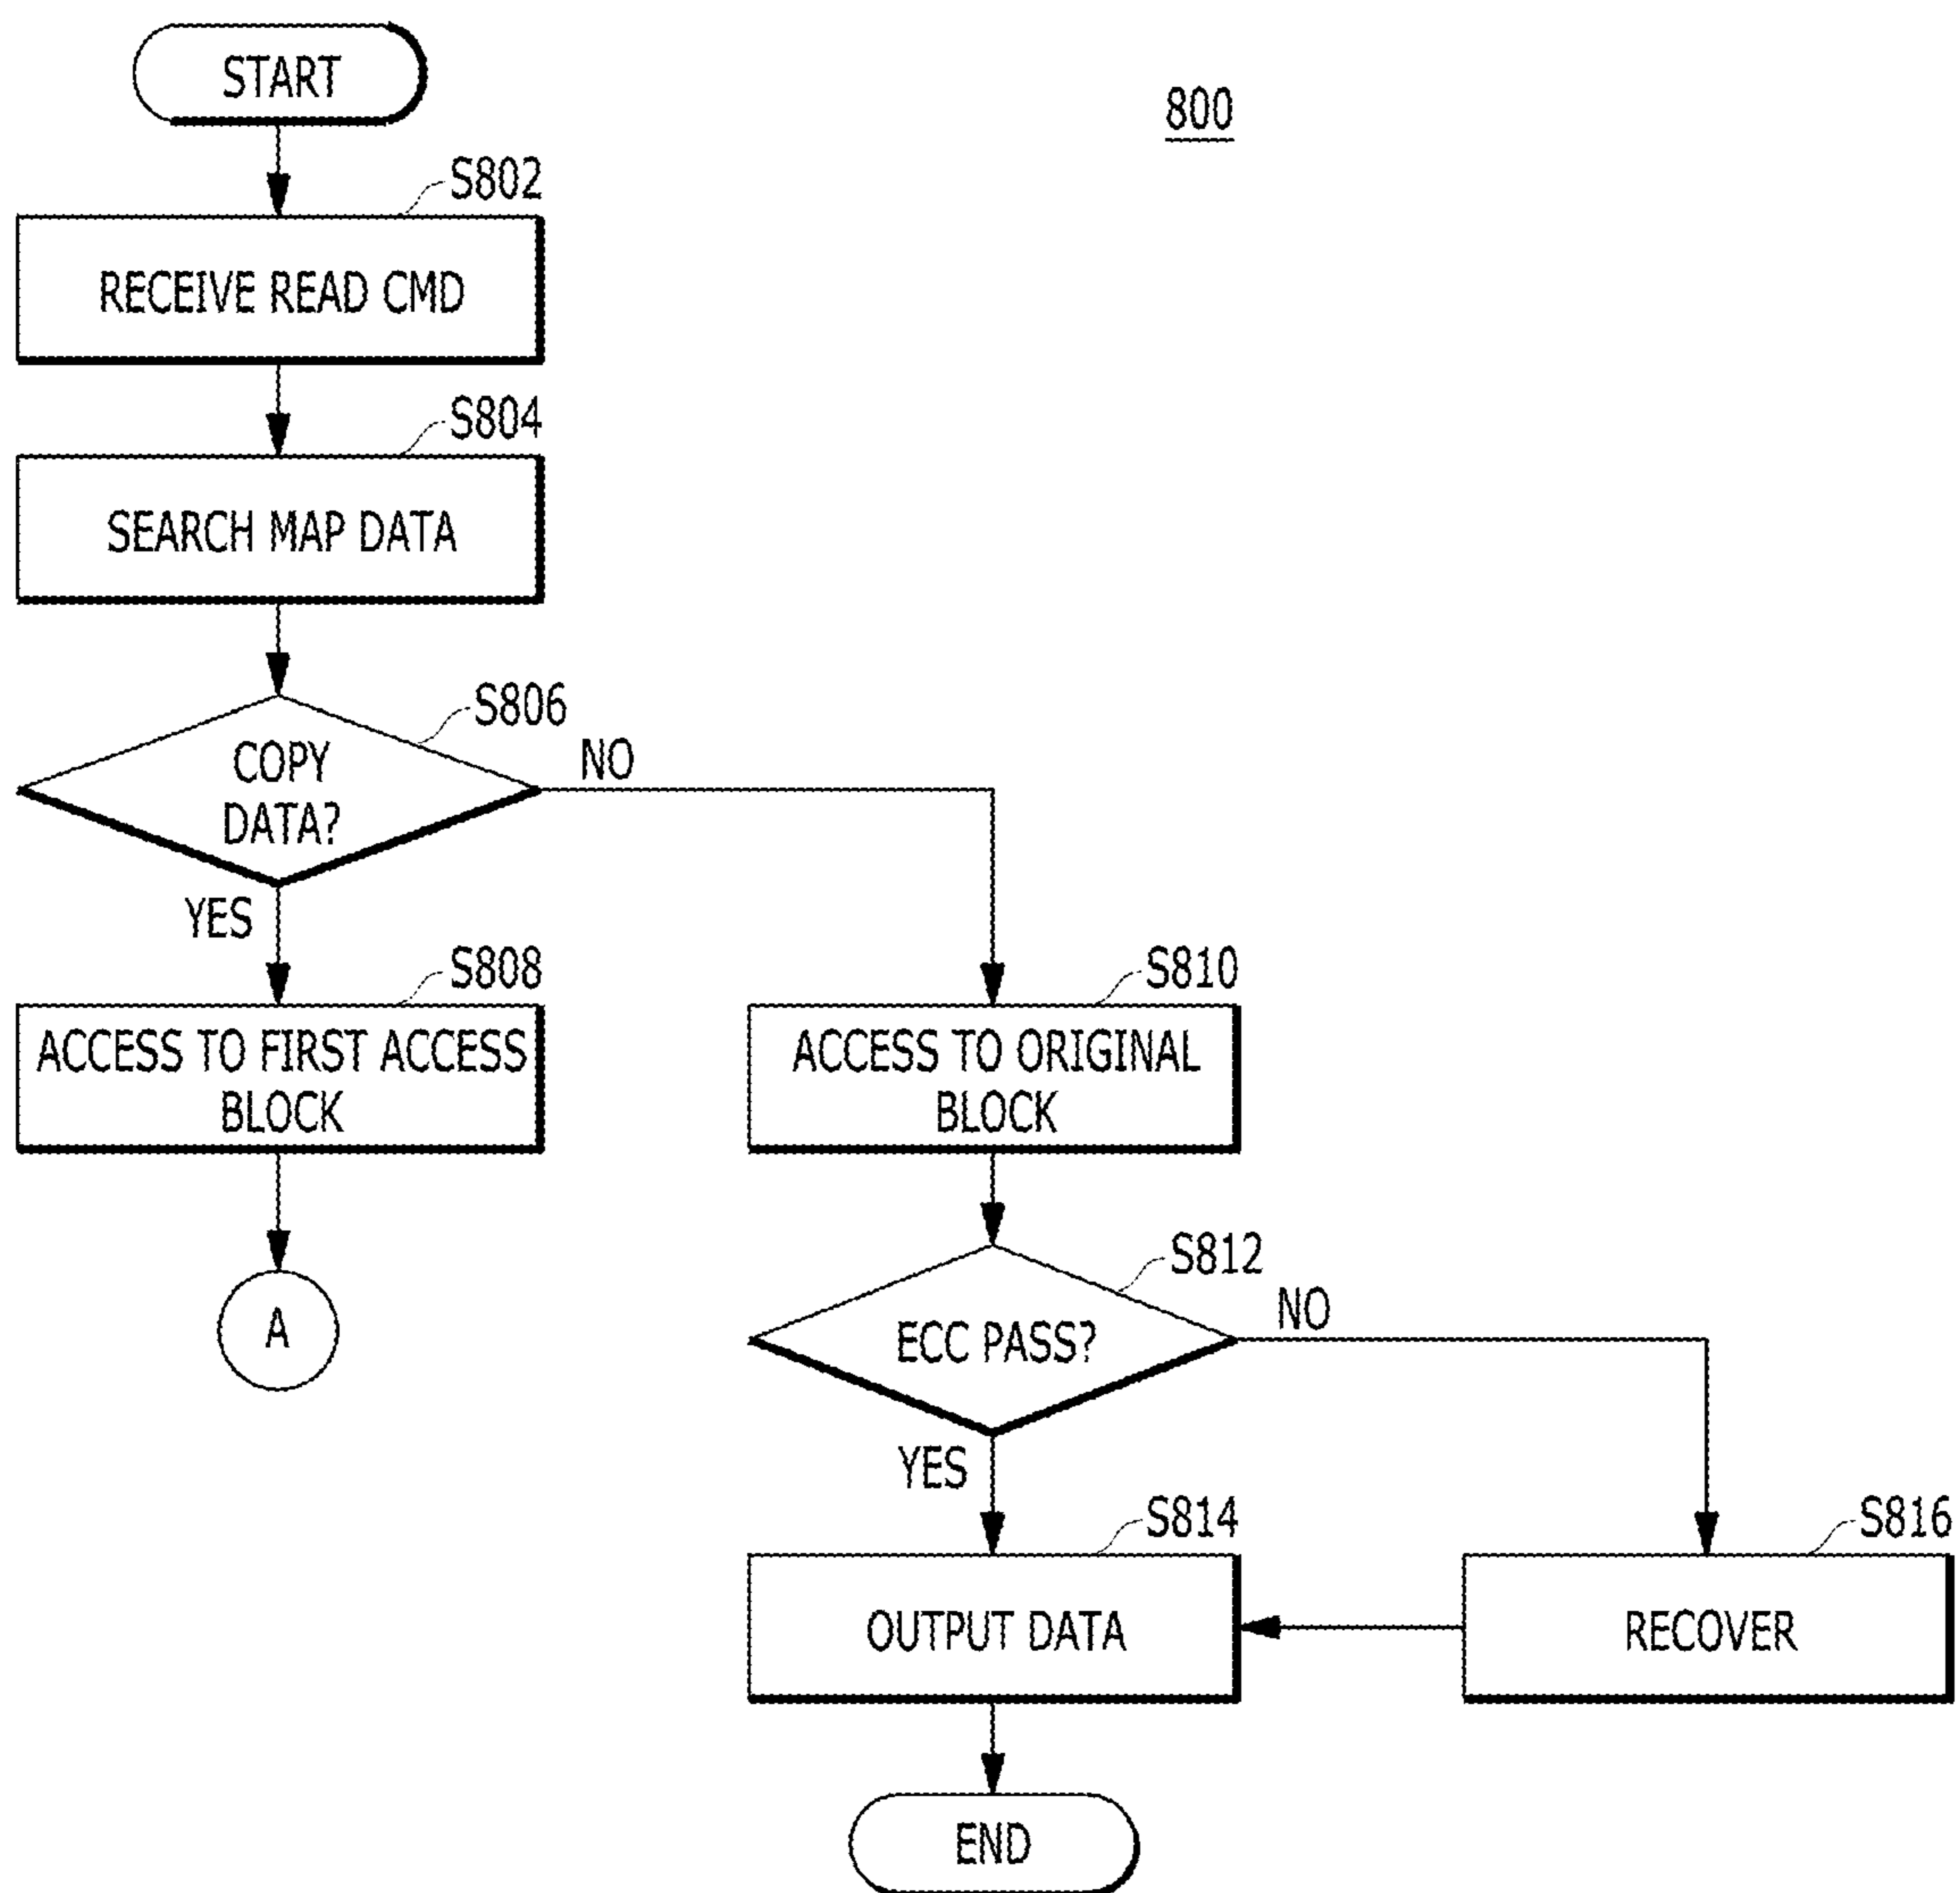 START
800
S802
RECEIVE READ CMD
S804
SEARCH MAP DATA
S806
COPY
DATA?
NO
YES
S808
ACCESS TO FIRST ACCESS
BLOCK
S810
ACCESS TO ORIGINAL
BLOCK
A
S812
ECC PASS?
NO
YES
S814
OUTPUT DATA
S816
RECOVER
END